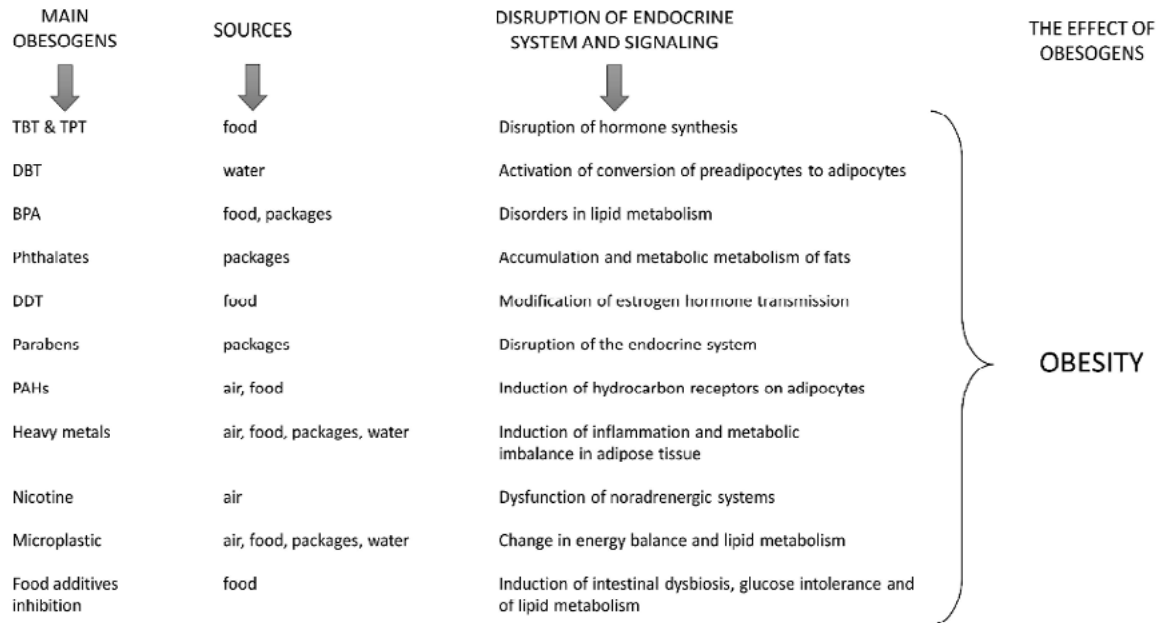 MAIN
OBESOGENS
SOURCES
DISRUPTION OF ENDOCRINE
SYSTEM AND SIGNALING
THE EFFECT OF
OBESOGENS
TBT & TPT food Disruption of hormone synthesis
DBT water Activation of conversion of preadipocytes to adipocytes
BPA food, packages Disorders in lipid metabolism
Phthalates packages Accumulation and metabolic metabolism of fats
DDT food Modification of estrogen hormone transmission
Parabens packages Disruption of the endocrine system
OBESITY
PAHs air, food Induction of hydrocarbon receptors on adipocytes
Heavy metals air, food, packages, water Induction of inflammation and metabolic
imbalance in adipose tissue
Nicotine air Dysfunction of noradrenergic systems
Microplastic air, food, packages, water Change in energy balance and lipid metabolism
Food additives food Induction of intestinal dysbiosis, glucose intolerance and
inhibition of lipid metabolism